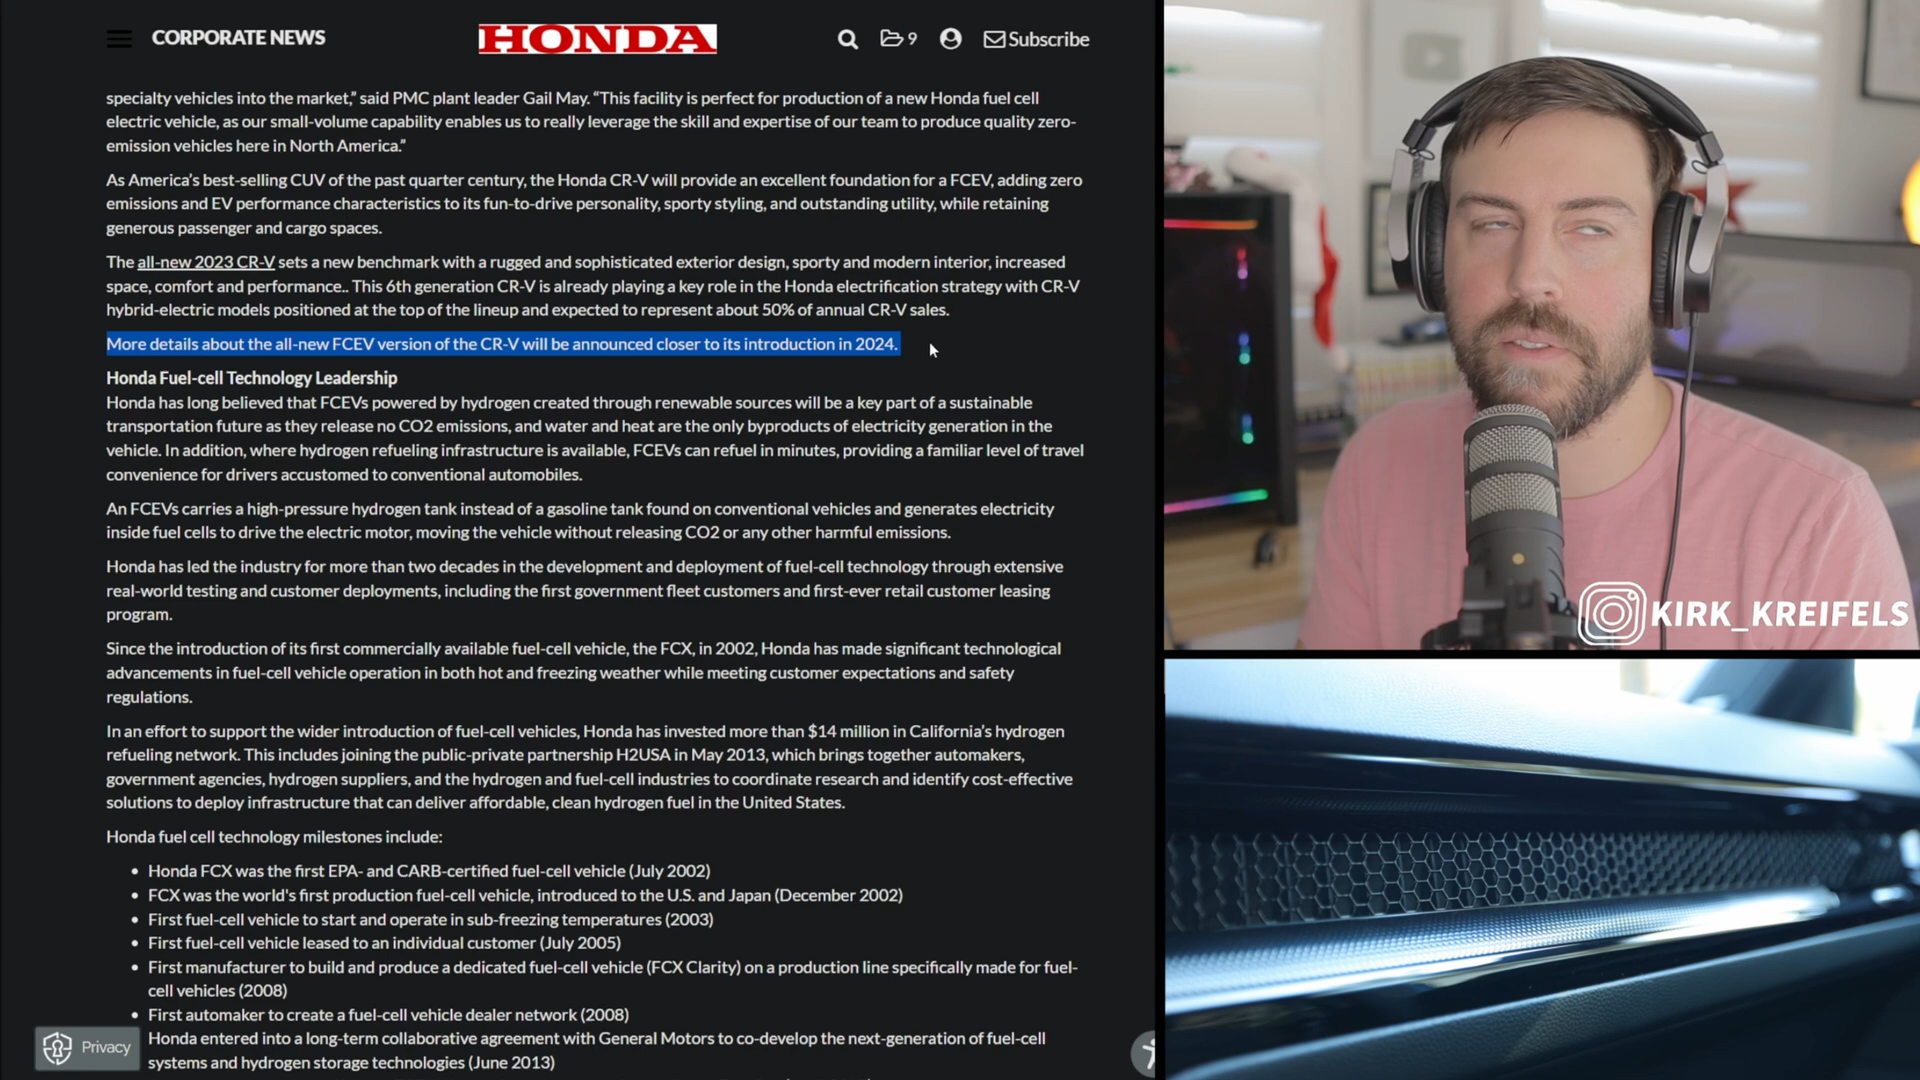 CORPORATE NEWS
HONDA
9
Subscribe
specialty vehicles into the market,” said PMC plant leader Gail May. “This facility is perfect for production of a new Honda fuel cell
electric vehicle, as our small-volume capability enables us to really leverage the skill and expertise of our team to produce quality zero-
emission vehicles here in North America.”
As America’s best-selling CUV of the past quarter century, the Honda CR-V will provide an excellent foundation for a FCEV, adding zero
emissions and EV performance characteristics to its fun-to-drive personality, sporty styling, and outstanding utility, while retaining
generous passenger and cargo spaces.
The all-new 2023 CR-V sets a new benchmark with a rugged and sophisticated exterior design, sporty and modern interior, increased
space, comfort and performance.. This 6th generation CR-V is already playing a key role in the Honda electrification strategy with CR-V
hybrid-electric models positioned at the top of the lineup and expected to represent about 50% of annual CR-V sales.
More details about the all-new FCEV version of the CR-V will be announced closer to its introduction in 2024.
Honda Fuel-cell Technology Leadership
Honda has long believed that FCEVs powered by hydrogen created through renewable sources will be a key part of a sustainable
transportation future as they release no CO2 emissions, and water and heat are the only byproducts of electricity generation in the
vehicle. In addition, where hydrogen refueling infrastructure is available, FCEVs can refuel in minutes, providing a familiar level of travel
convenience for drivers accustomed to conventional automobiles.
An FCEVs carries a high-pressure hydrogen tank instead of a gasoline tank found on conventional vehicles and generates electricity
inside fuel cells to drive the electric motor, moving the vehicle without releasing CO2 or any other harmful emissions.
Honda has led the industry for more than two decades in the development and deployment of fuel-cell technology through extensive
real-world testing and customer deployments, including the first government fleet customers and first-ever retail customer leasing
program.
Since the introduction of its first commercially available fuel-cell vehicle, the FCX, in 2002, Honda has made significant technological
advancements in fuel-cell vehicle operation in both hot and freezing weather while meeting customer expectations and safety
regulations.
In an effort to support the wider introduction of fuel-cell vehicles, Honda has invested more than $14 million in California’s hydrogen
refueling network. This includes joining the public-private partnership H2USA in May 2013, which brings together automakers,
government agencies, hydrogen suppliers, and the hydrogen and fuel-cell industries to coordinate research and identify cost-effective
solutions to deploy infrastructure that can deliver affordable, clean hydrogen fuel in the United States.
Honda fuel cell technology milestones include:
• Honda FCX was the first EPA- and CARB-certified fuel-cell vehicle (July 2002)
• FCX was the world's first production fuel-cell vehicle, introduced to the U.S. and Japan (December 2002)
• First fuel-cell vehicle to start and operate in sub-freezing temperatures (2003)
• First fuel-cell vehicle leased to an individual customer (July 2005)
• First manufacturer to build and produce a dedicated fuel-cell vehicle (FCX Clarity) on a production line specifically made for fuel-
cell vehicles (2008)
• First automaker to create a fuel-cell vehicle dealer network (2008)
Honda entered into a long-term collaborative agreement with General Motors to co-develop the next-generation of fuel-cell
systems and hydrogen storage technologies (June 2013)
Privacy
KIRK_KREIFELS